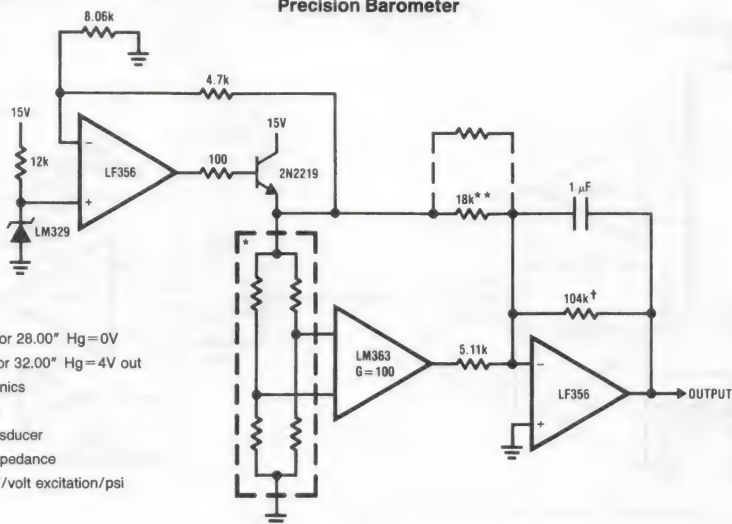 Precision Barometer
8.06k
4.7k
15V
15V
12k
LF356
100
2N2219
LM329
18k**
1 µF
*
104k†
LM363
G=100
5.11k
LF356
OUTPUT
or 28.00" Hg=0V
or 32.00" Hg=4V out
nics
sducer
pedance
/volt excitation/psi
-
+
-
+